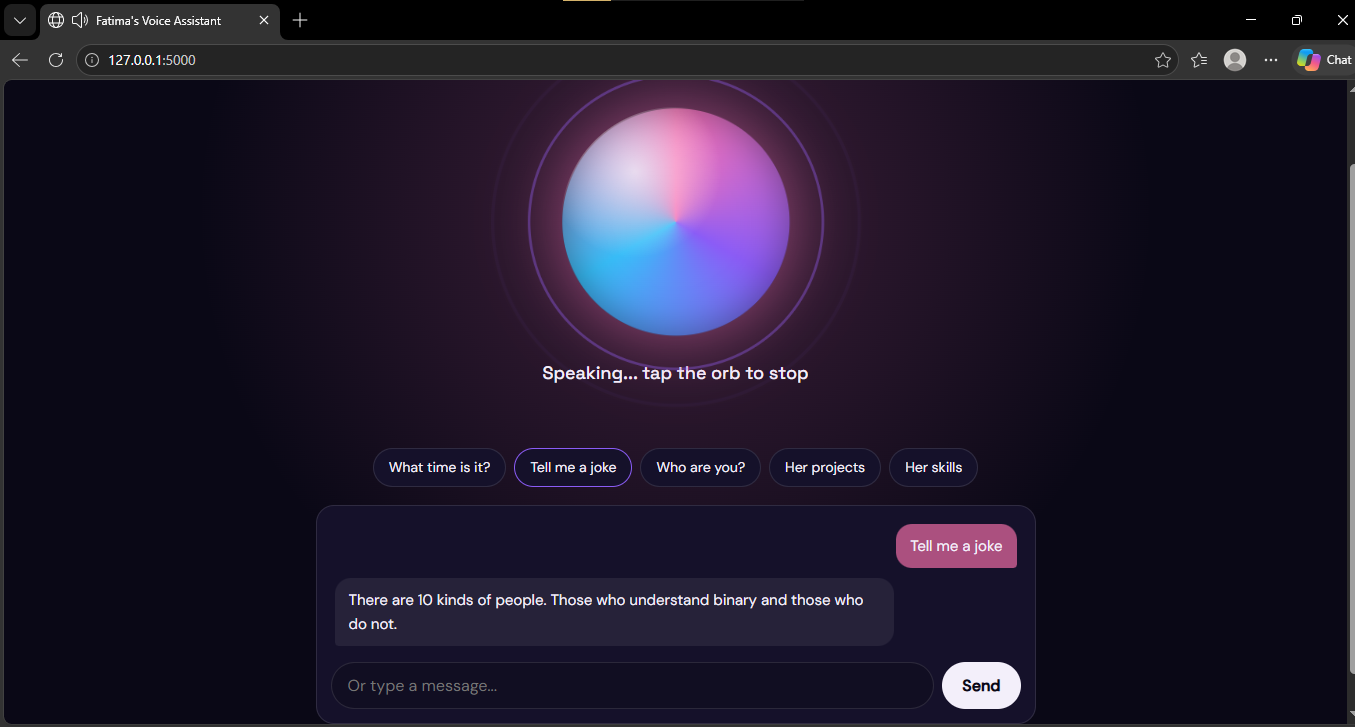 Fatima's Voice Assistant
127.0.0.1:5000
Chat
Speaking... tap the orb to stop
What time is it?
Tell me a joke
Who are you?
Her projects
Her skills
Tell me a joke
There are 10 kinds of people. Those who understand binary and those who
do not.
Or type a message...
Send